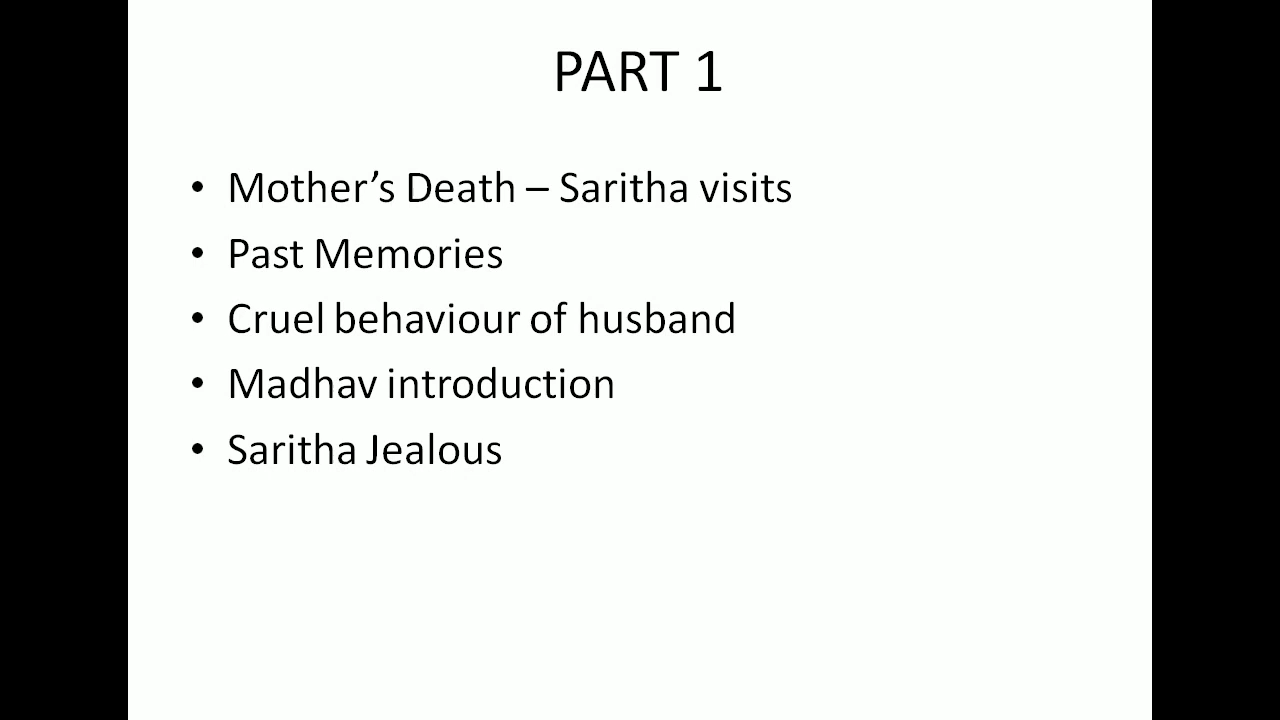 PART 1
• Mother’s Death – Saritha visits
• Past Memories
• Cruel behaviour of husband
• Madhav introduction
• Saritha Jealous